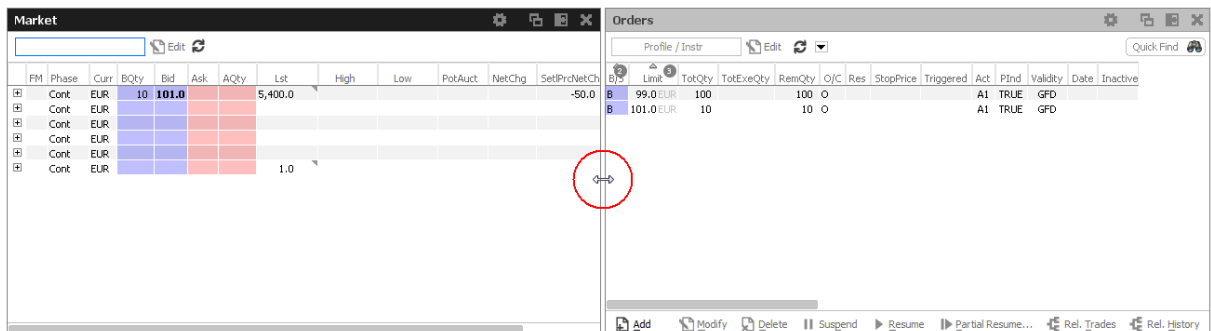 Market
Edit
FM Phase Curr BQty Bid Ask AQty Lst High Low PotAuct NetChg SetlPrcNetCh
Cont EUR 10 101.0 5,400.0 -50.0
Cont EUR
Cont EUR
Cont EUR
Cont EUR
Cont EUR 1.0
Orders
Profile / Instr Edit Quick Find
B/S 2 Limit 3 TotQty TotExeQty RemQty O/C Res StopPrice Triggered Act PInd Validity Date Inactive
B 99.0 EUR 100 100 O A1 TRUE GFD
B 101.0 EUR 10 10 O A1 TRUE GFD
Add Modify Delete Suspend Resume Partial Resume... Rel. Trades Rel. History